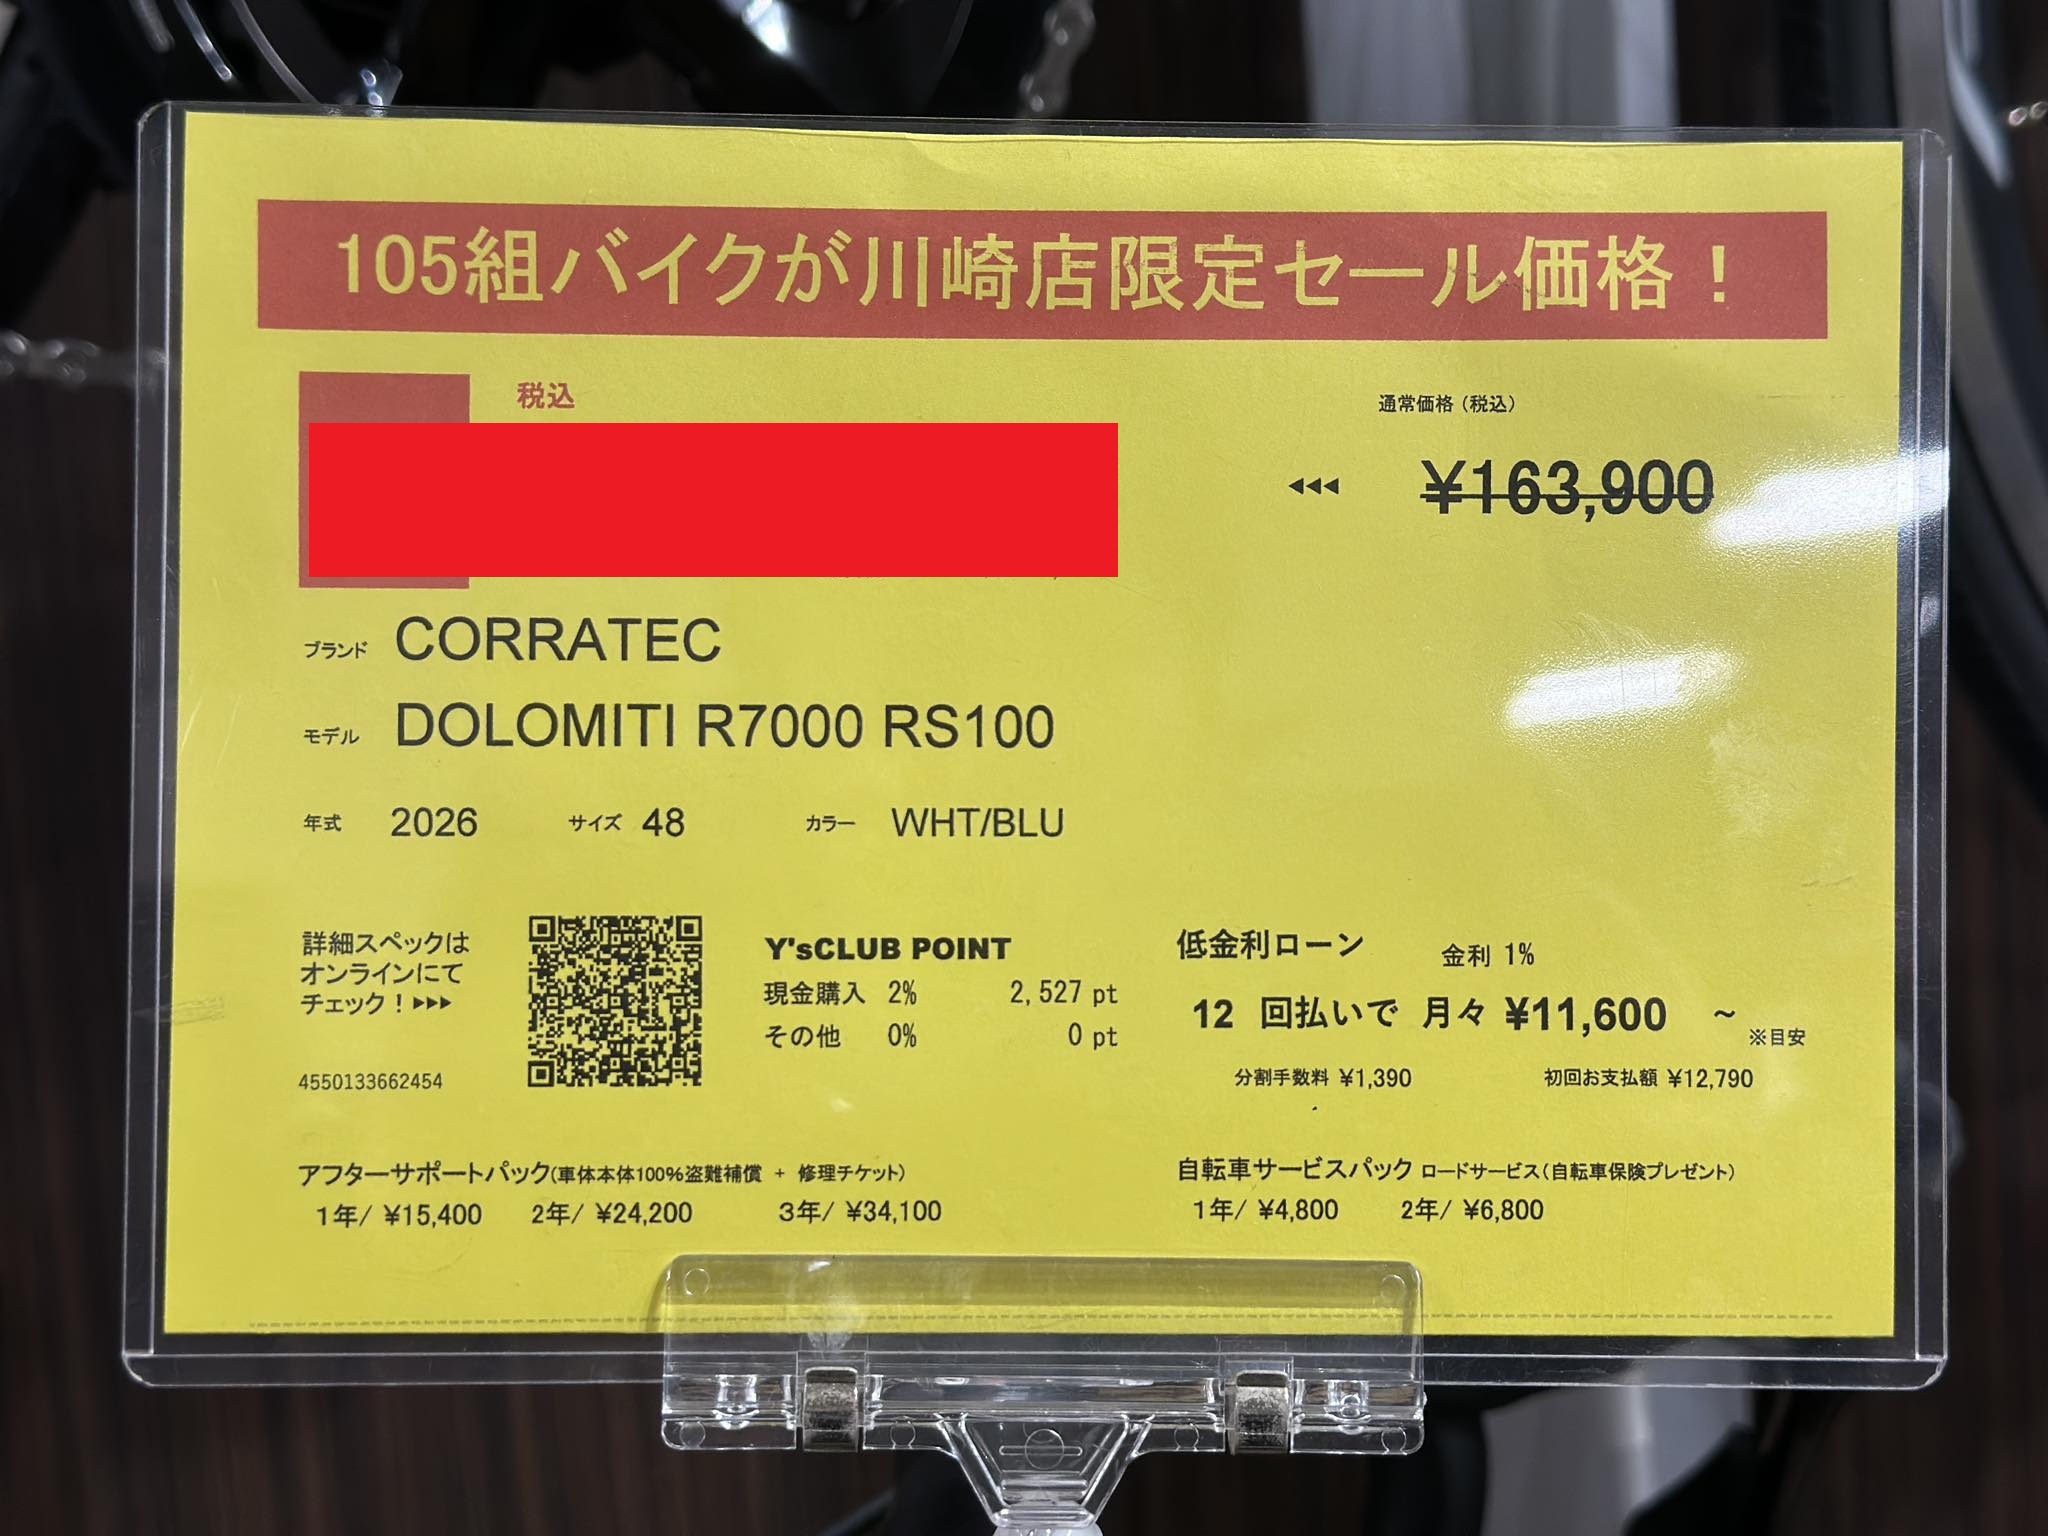 105組バイクが川崎店限定セール価格！
税込
通常価格（税込）
◀◀◀ ¥163,900
ブランド CORRATEC
モデル DOLOMITI R7000 RS100
年式 2026 サイズ 48 カラー WHT/BLU
詳細スペックは
オンラインにて
チェック！▶▶▶
4550133662454
Y'sCLUB POINT
現金購入 2% 2,527 pt
その他 0% 0 pt
低金利ローン 金利 1%
12 回払いで 月々 ¥11,600 ~ ※目安
分割手数料 ¥1,390 初回お支払額 ¥12,790
アフターサポートパック(車体本体100%盗難補償 + 修理チケット)
1年/ ¥15,400 2年/ ¥24,200 3年/ ¥34,100
自転車サービスパック ロードサービス(自転車保険プレゼント)
1年/ ¥4,800 2年/ ¥6,800